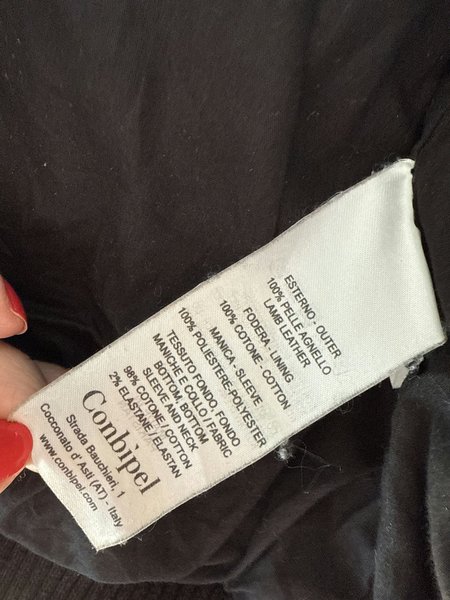 ESTERNO - OUTER
100% PELLE AGNELLO
LAMB LEATHER
FODERA - LINING
100% COTONE - COTTON
MANICA - SLEEVE
100% POLIESTERE-POLYESTER
TESSUTO FONDO, FONDO
MANICHE E COLLO / FABRIC
BOTTOM, BOTTOM
SLEEVE AND NECK
98% COTONE / COTTON
2% ELASTANE / ELASTAN
Conbipel
Strada Bauchieri, 1
Cocconato d' Asti (AT) - Italy
www.conbipel.com